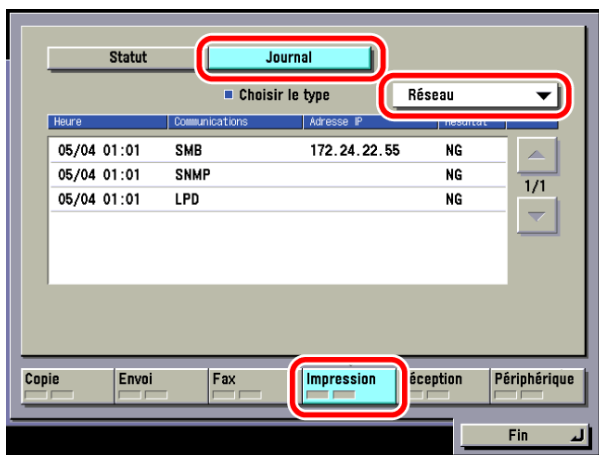 Statut Journal
Choisir le type Réseau
Heure Communications Adresse IP Résultat
05/04 01:01 SMB 172.24.22.55 NG
05/04 01:01 SNMP NG
05/04 01:01 LPD NG
1/1
Copie Envoi Fax Impression éception Périphérique
Fin